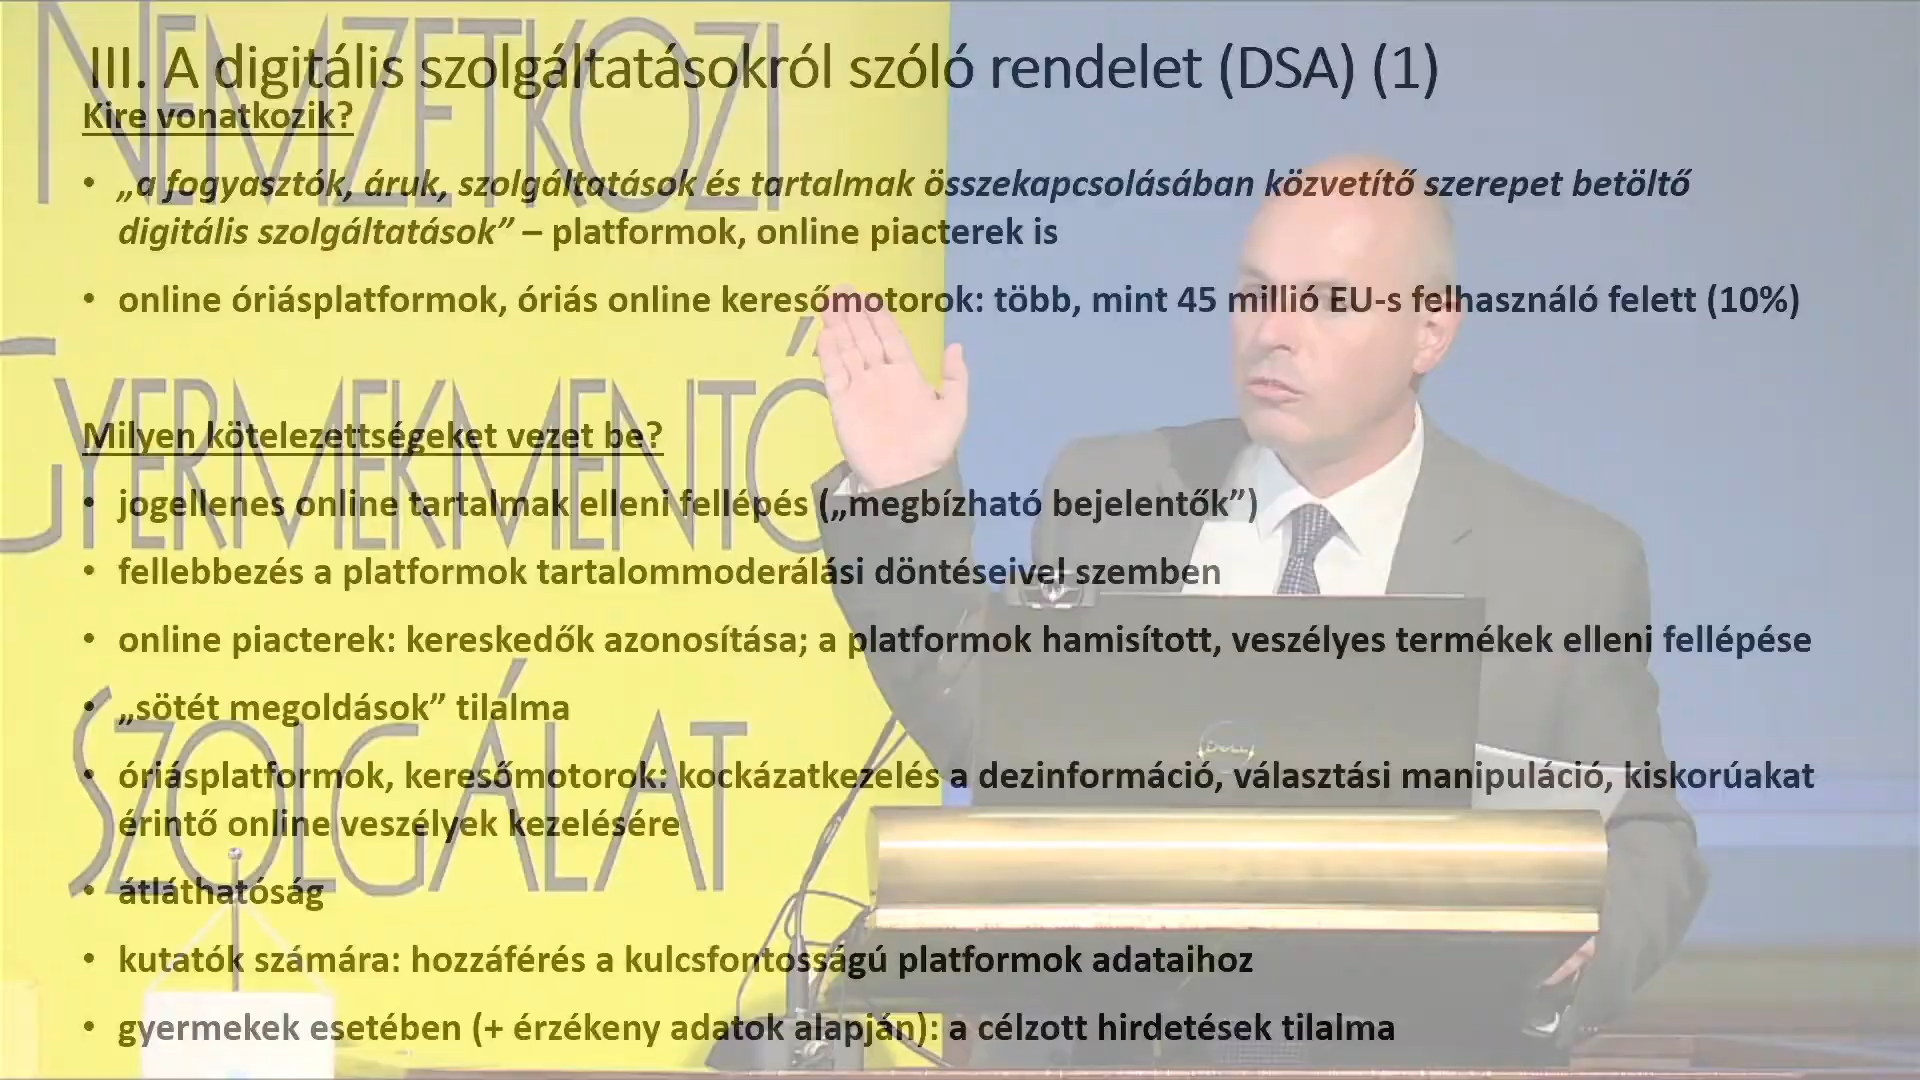 III. A digitális szolgáltatásokról szóló rendelet (DSA) (1)
Kire vonatkozik?
• „a fogyasztók, áruk, szolgáltatások és tartalmak összekapcsolásában közvetítő szerepet betöltő
digitális szolgáltatások” – platformok, online piacterek is
• online óriásplatformok, óriás online keresőmotorok: több, mint 45 millió EU-s felhasználó felett (10%)
Milyen kötelezettségeket vezet be?
• jogellenes online tartalmak elleni fellépés („megbízható bejelentők”)
• fellebbezés a platformok tartalommoderálási döntéseivel szemben
• online piacterek: kereskedők azonosítása; a platformok hamisított, veszélyes termékek elleni fellépése
• „sötét megoldások” tilalma
• óriásplatformok, keresőmotorok: kockázatkezelés a dezinformáció, választási manipuláció, kiskorúakat
érintő online veszélyek kezelésére
• átláthatóság
• kutatók számára: hozzáférés a kulcsfontosságú platformok adataihoz
• gyermekek esetében (+ érzékeny adatok alapján): a célzott hirdetések tilalma
NEMZETKÖZI
GYERMEKMENTŐ
SZOLGÁLAT
DELL